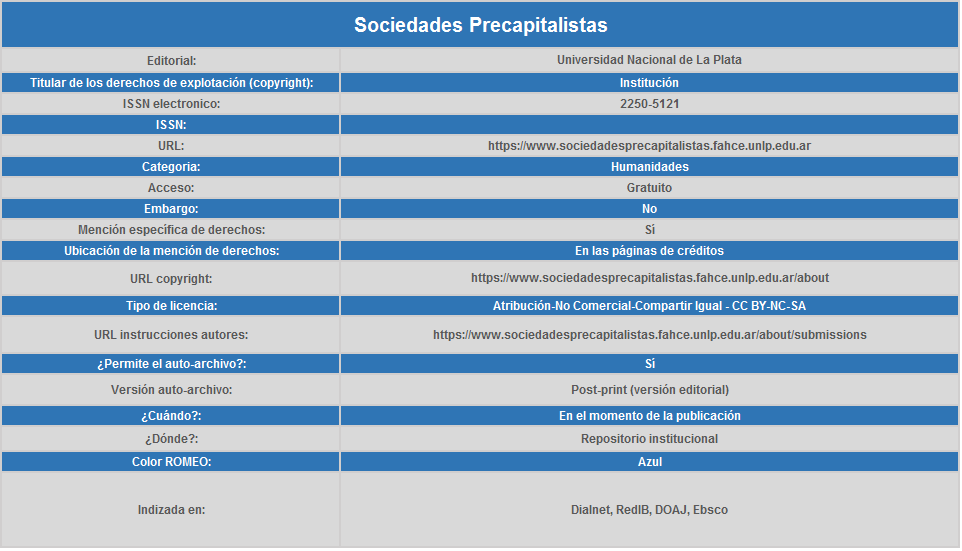 Sociedades Precapitalistas
Editorial: Universidad Nacional de La Plata
Titular de los derechos de explotación (copyright): Institución
ISSN electronico: 2250-5121
ISSN:
URL: https://www.sociedadesprecapitalistas.fahce.unlp.edu.ar
Categoria: Humanidades
Acceso: Gratuito
Embargo: No
Mención específica de derechos: Sí
Ubicación de la mención de derechos: En las páginas de créditos
URL copyright: https://www.sociedadesprecapitalistas.fahce.unlp.edu.ar/about
Tipo de licencia: Atribución-No Comercial-Compartir Igual - CC BY-NC-SA
URL instrucciones autores: https://www.sociedadesprecapitalistas.fahce.unlp.edu.ar/about/submissions
¿Permite el auto-archivo?: Sí
Versión auto-archivo: Post-print (versión editorial)
¿Cuándo?: En el momento de la publicación
¿Dónde?: Repositorio institucional
Color ROMEO: Azul
Indizada en: Dialnet, RedIB, DOAJ, Ebsco